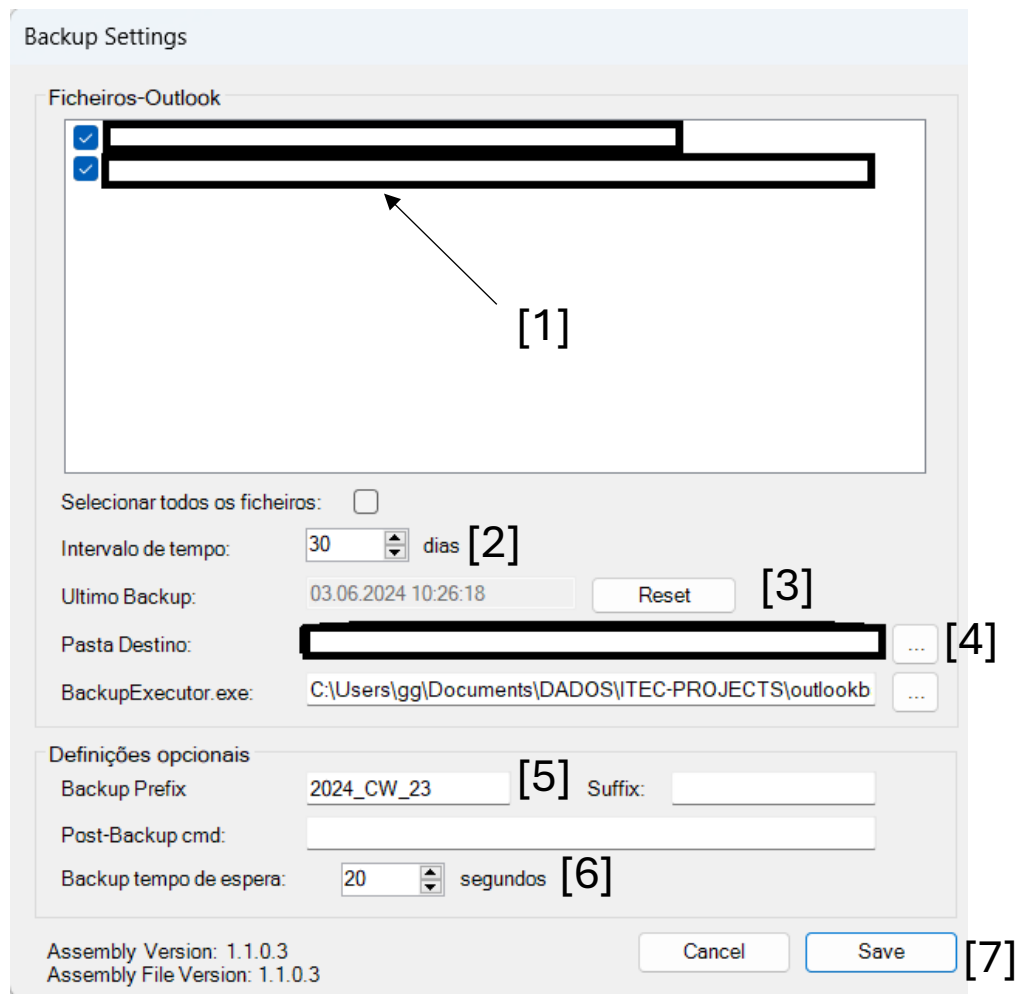 Backup Settings
Ficheiros-Outlook
[1]
Selecionar todos os ficheiros:
Intervalo de tempo: 30 dias [2]
Ultimo Backup: 03.06.2024 10:26:18 Reset [3]
Pasta Destino: ... [4]
BackupExecutor.exe: C:\Users\gg\Documents\DADOS\ITEC-PROJECTS\outlookb ...
Definições opcionais
Backup Prefix 2024_CW_23 [5] Suffix:
Post-Backup cmd:
Backup tempo de espera: 20 segundos [6]
Assembly Version: 1.1.0.3
Assembly File Version: 1.1.0.3
Cancel Save [7]